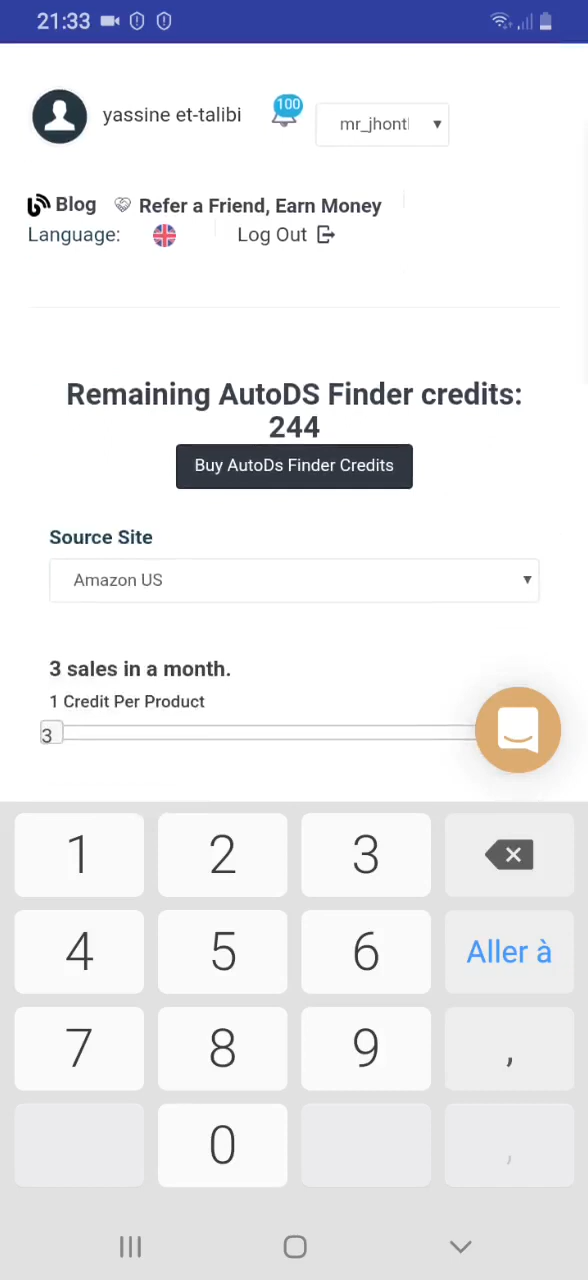 21:33
yassine et-talibi
100
mr_jhont
Blog
Refer a Friend, Earn Money
Language:
Log Out
Remaining AutoDS Finder credits:
244
Buy AutoDs Finder Credits
Source Site
Amazon US
3 sales in a month.
1 Credit Per Product
3
1 2 3
4 5 6 Aller à
7 8 9 ,
0 ,